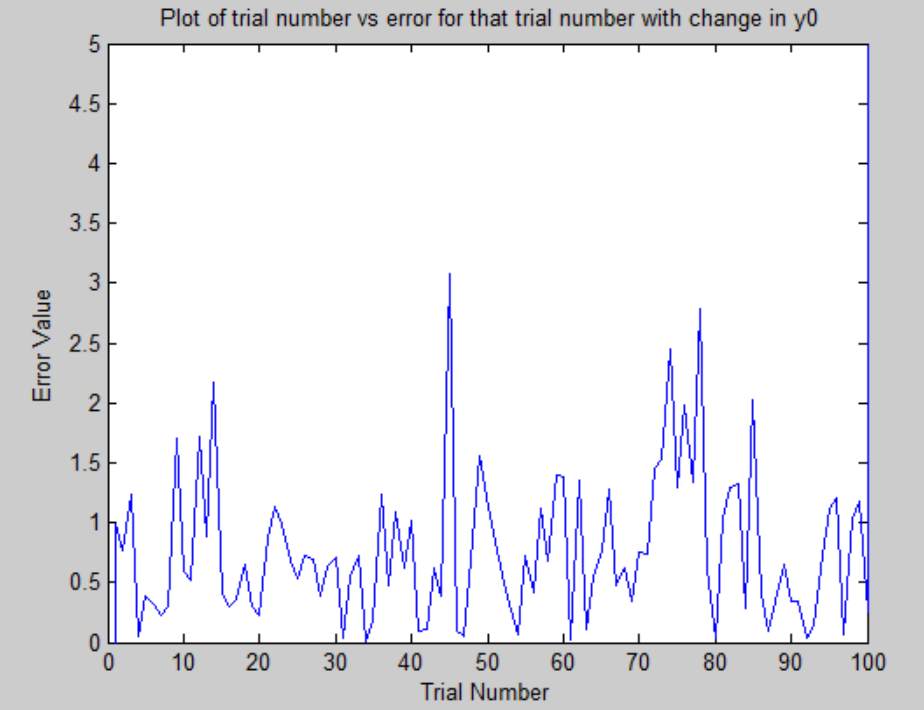 Plot of trial number vs error for that trial number with change in y0
5
4.5
4
3.5
3
2.5
2
1.5
1
0.5
0
Error Value
0 10 20 30 40 50 60 70 80 90 100
Trial Number